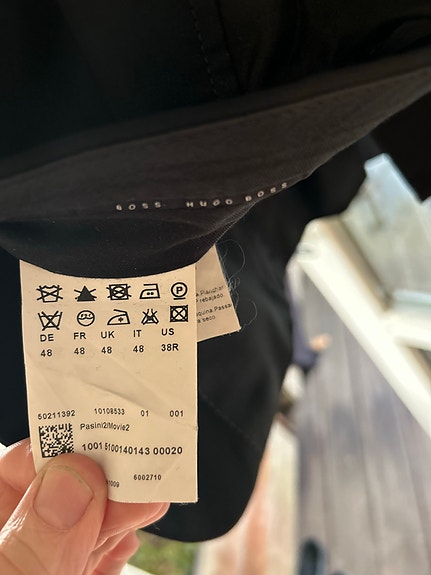 BOSS HUGO BOSS
DE FR UK IT US
48 48 48 48 38R
50211392 10108533 01 001
Pasini2/Movie2
1001 5100140143 00020
6002710